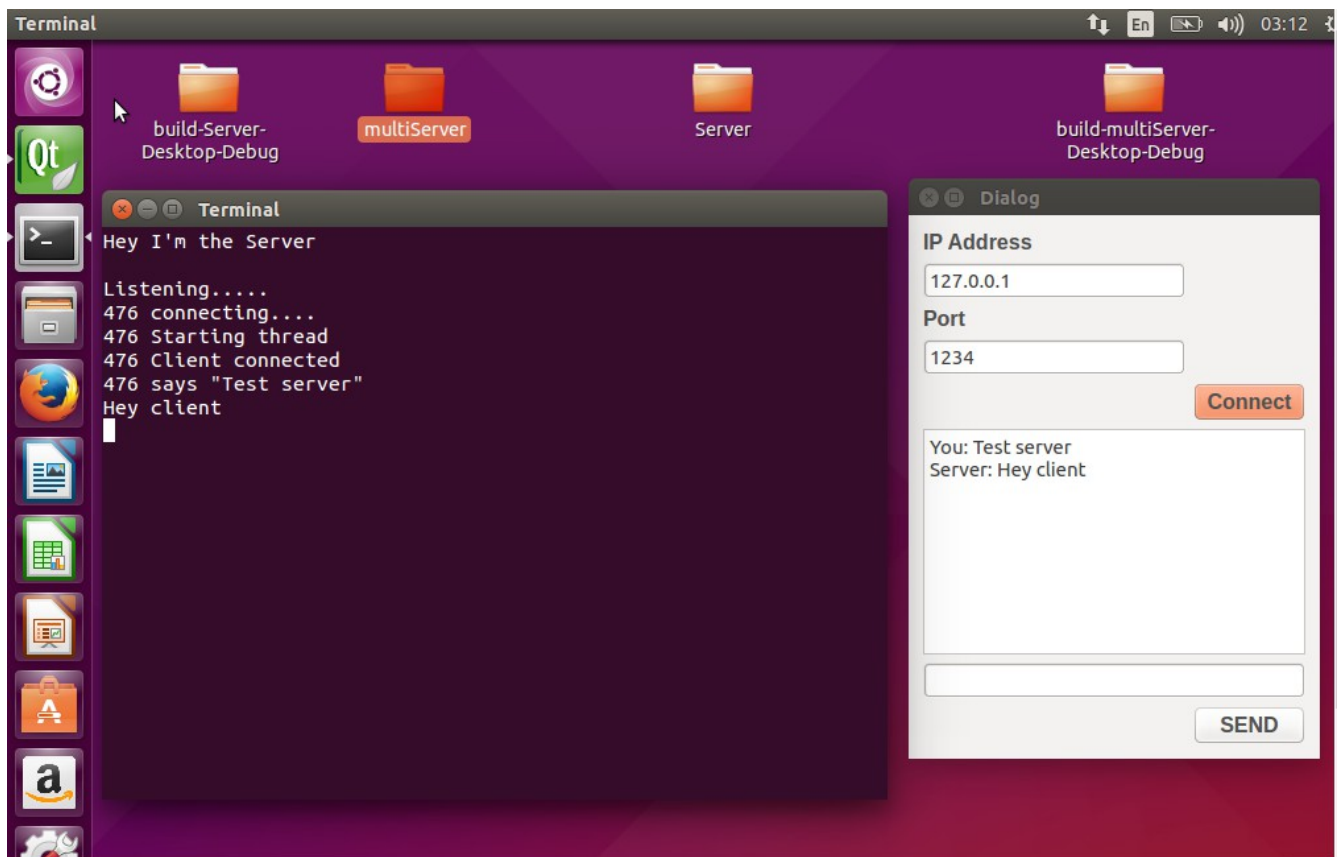 Terminal
En
03:12
build-Server-
Desktop-Debug
multiServer
Server
build-multiServer-
Desktop-Debug
Qt
>_
Terminal
Hey I'm the Server
Listening.....
476 connecting....
476 Starting thread
476 Client connected
476 says "Test server"
Hey client
Dialog
IP Address
127.0.0.1
Port
1234
Connect
You: Test server
Server: Hey client
SEND
A
a